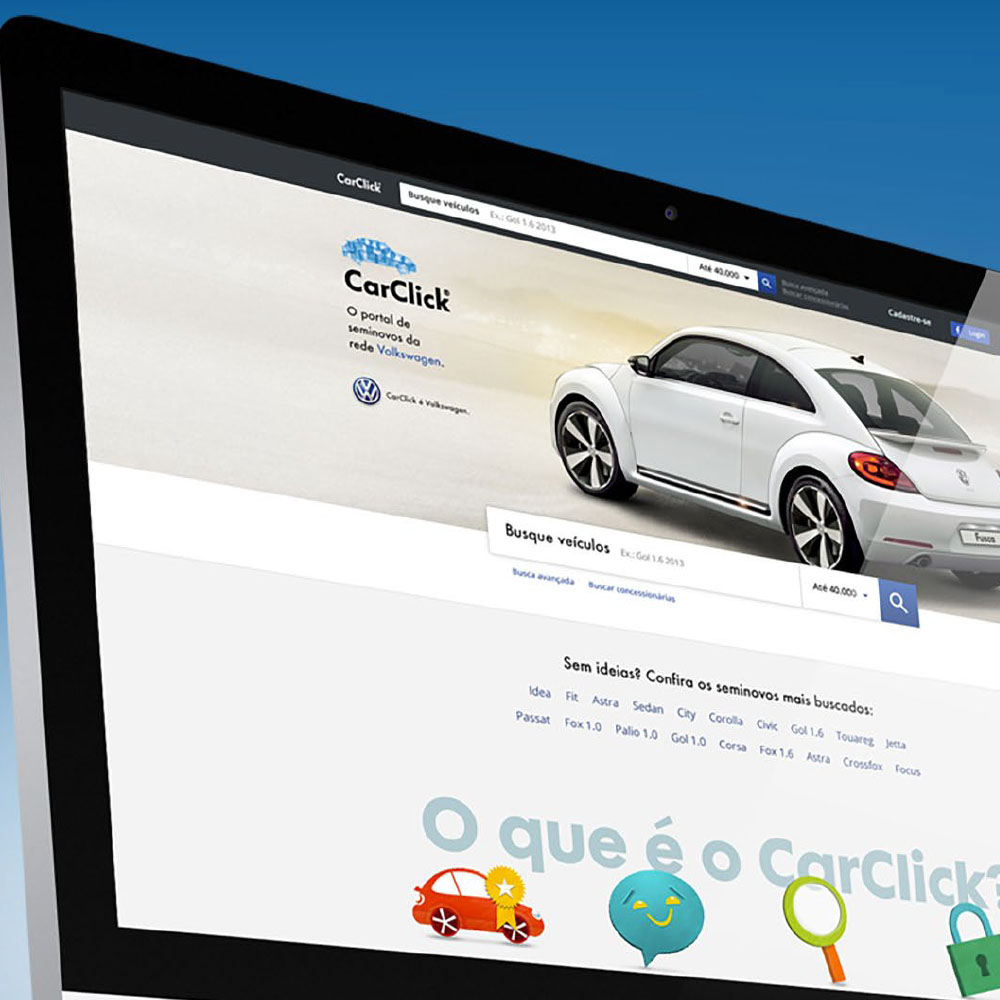 CarClick
Busque veículos Ex.: Gol 1.6 2013
Até 40.000
Busca avançada
Buscar concessionárias
Cadastre-se
f Login
CarClick®
O portal de
seminovos da
rede Volkswagen.
CarClick é Volkswagen.
Fusca
Busque veículos Ex.: Gol 1.6 2013
Até 40.000
Busca avançada Buscar concessionárias
Sem ideias? Confira os seminovos mais buscados:
Idea Fit Astra Sedan City Corolla Civic Gol 1.6 Touareg Jetta
Passat Fox 1.0 Palio 1.0 Gol 1.0 Corsa Fox 1.6 Astra Crossfox Focus
O que é o CarClick?